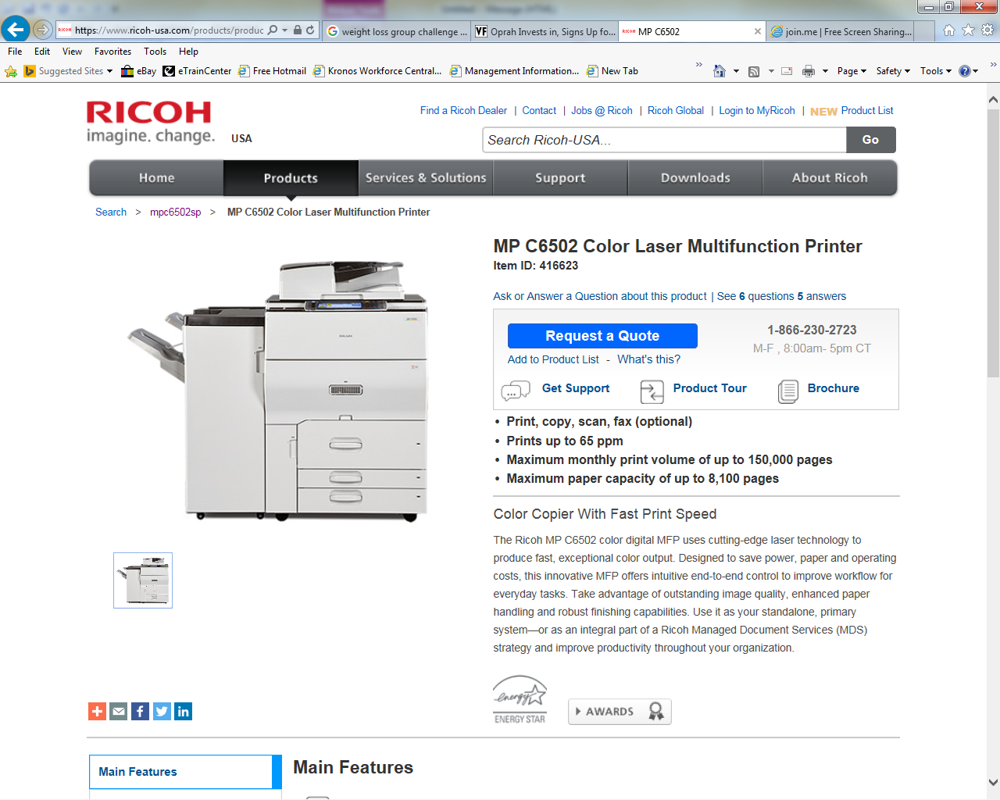 https://www.ricoh-usa.com/products/produc
weight loss group challenge ...
Oprah Invests in, Signs Up fo...
RICOH MP C6502
join.me | Free Screen Sharing...
File Edit View Favorites Tools Help
Suggested Sites eBay eTrainCenter Free Hotmail Kronos Workforce Central... Management Information... New Tab
Page Safety Tools
RICOH
imagine. change.
USA
Find a Ricoh Dealer | Contact | Jobs @ Ricoh | Ricoh Global | Login to MyRicoh | NEW Product List
Search Ricoh-USA...
Go
Home Products Services & Solutions Support Downloads About Ricoh
Search > mpc6502sp > MP C6502 Color Laser Multifunction Printer
MP C6502 Color Laser Multifunction Printer
Item ID: 416623
Ask or Answer a Question about this product | See 6 questions 5 answers
Request a Quote
1-866-230-2723
M-F , 8:00am- 5pm CT
Add to Product List - What's this?
Get Support Product Tour Brochure
• Print, copy, scan, fax (optional)
• Prints up to 65 ppm
• Maximum monthly print volume of up to 150,000 pages
• Maximum paper capacity of up to 8,100 pages
Color Copier With Fast Print Speed
The Ricoh MP C6502 color digital MFP uses cutting-edge laser technology to
produce fast, exceptional color output. Designed to save power, paper and operating
costs, this innovative MFP offers intuitive end-to-end control to improve workflow for
everyday tasks. Take advantage of outstanding image quality, enhanced paper
handling and robust finishing capabilities. Use it as your standalone, primary
system—or as an integral part of a Ricoh Managed Document Services (MDS)
strategy and improve productivity throughout your organization.
energy
ENERGY STAR
AWARDS
Main Features
Main Features